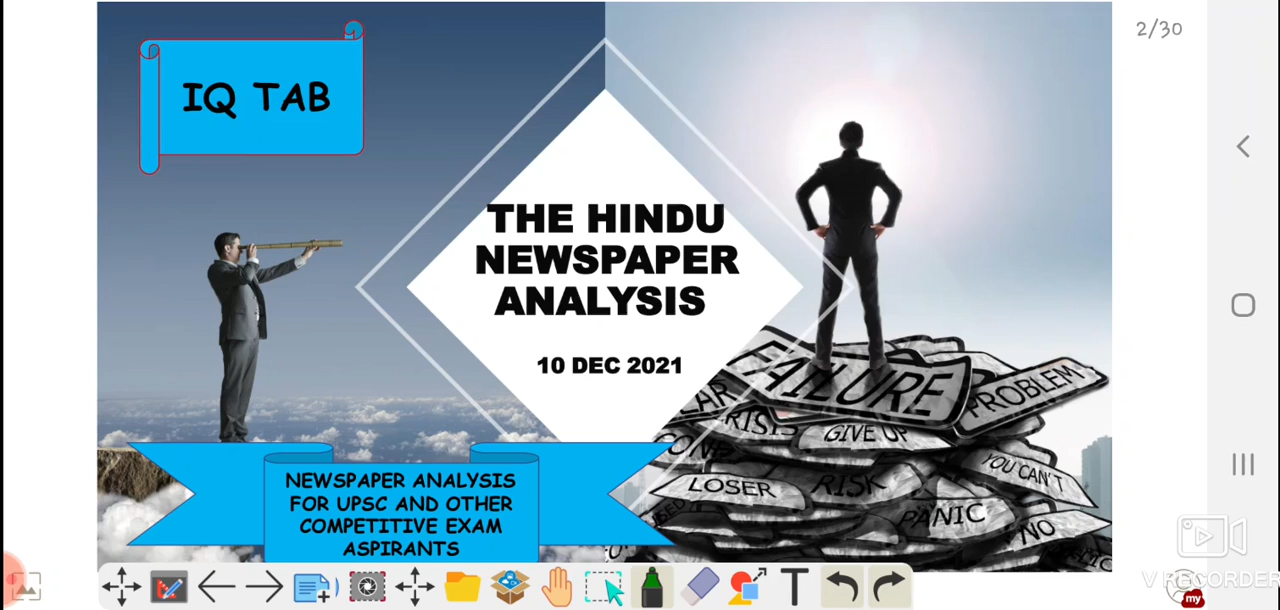 2/30
IQ TAB
THE HINDU
NEWSPAPER
ANALYSIS
10 DEC 2021
FAILURE
PROBLEM
GIVE UP
YOU CAN'T
LOSER
RISK
PANIC
NO
NEWSPAPER ANALYSIS
FOR UPSC AND OTHER
COMPETITIVE EXAM
ASPIRANTS
T
V RECORDER
my